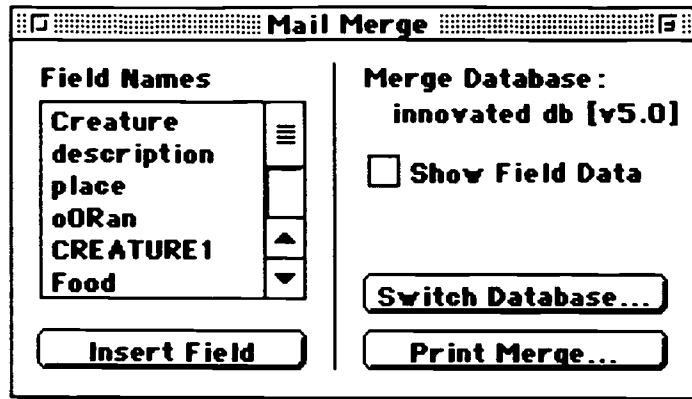 Mail Merge
Field Names
Creature
description
place
oORan
CREATURE1
Food
Insert Field
Merge Database:
innovated db [v5.0]
Show Field Data
Switch Database...
Print Merge...